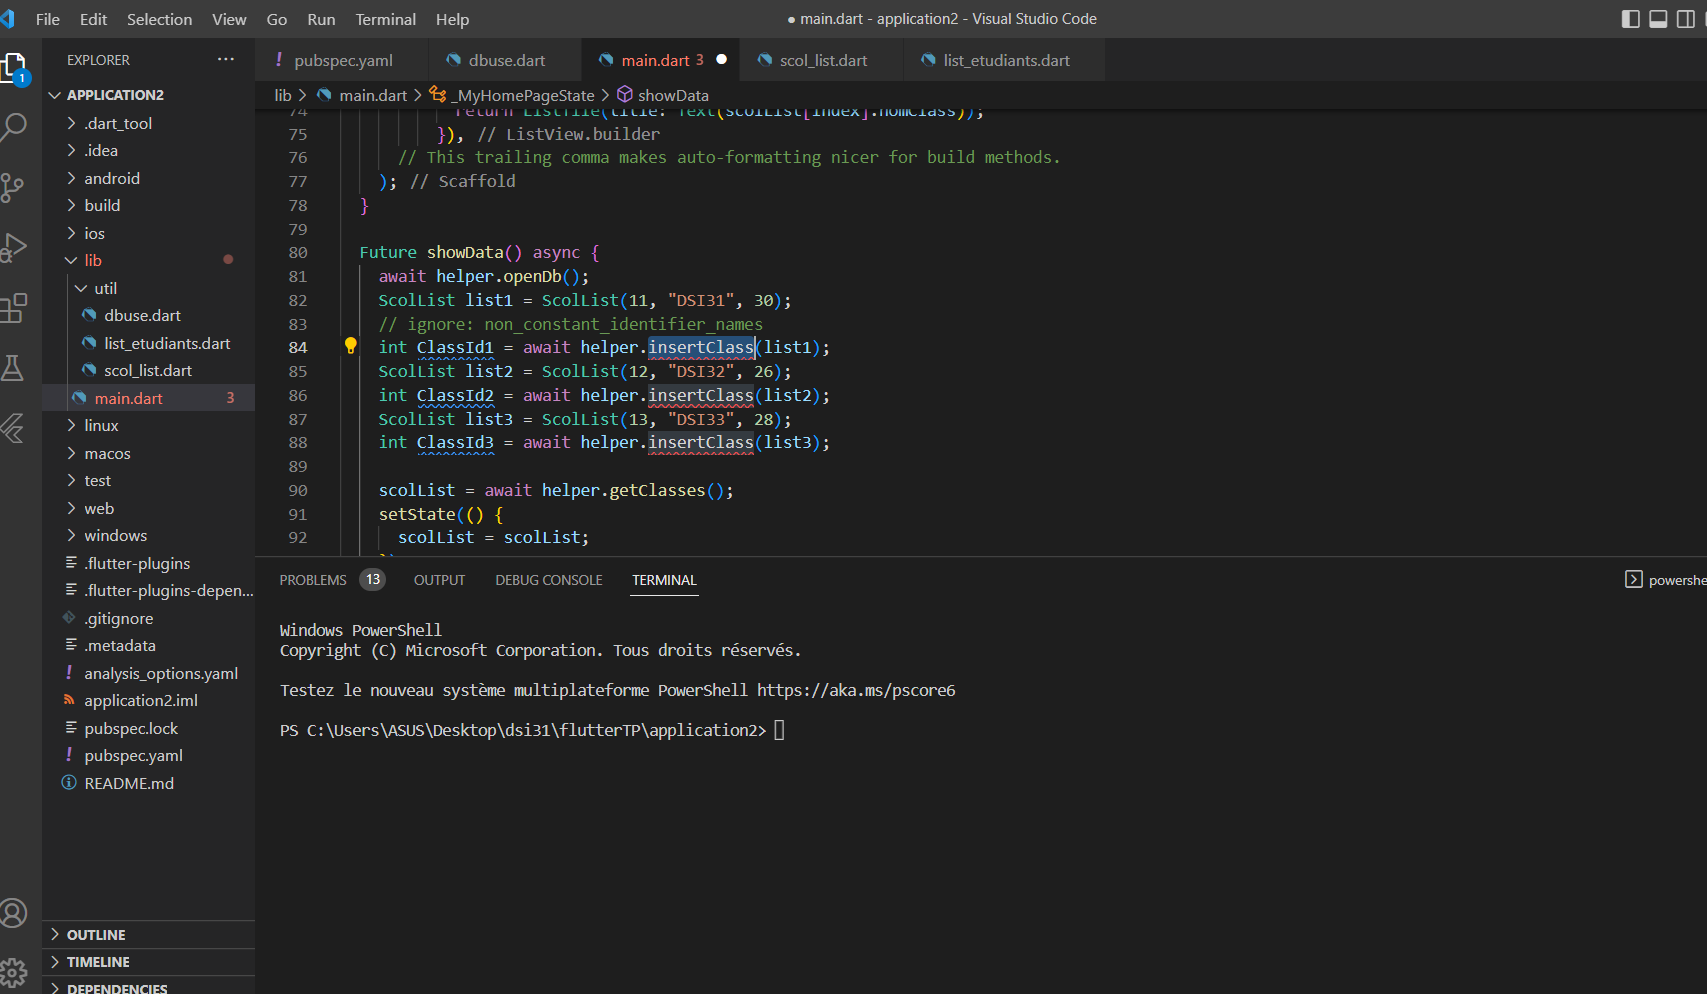 File Edit Selection View Go Run Terminal Help
● main.dart - application2 - Visual Studio Code
1
EXPLORER ···
APPLICATION2
.dart_tool
.idea
android
build
ios
lib
util
dbuse.dart
list_etudiants.dart
scol_list.dart
main.dart 3
linux
macos
test
web
windows
.flutter-plugins
.flutter-plugins-depen...
.gitignore
.metadata
analysis_options.yaml
application2.iml
pubspec.lock
! pubspec.yaml
README.md
OUTLINE
TIMELINE
DEPENDENCIES
! pubspec.yaml dbuse.dart main.dart 3 ● scol_list.dart list_etudiants.dart
lib > main.dart > _MyHomePageState > showData
74 return ListTile(title: Text(scolList[index].nomClass));
75 }), // ListView.builder
76 // This trailing comma makes auto-formatting nicer for build methods.
77 ); // Scaffold
78 }
79
80 Future showData() async {
81 await helper.openDb();
82 ScolList list1 = ScolList(11, "DSI31", 30);
83 // ignore: non_constant_identifier_names
84 int ClassId1 = await helper.insertClass(list1);
85 ScolList list2 = ScolList(12, "DSI32", 26);
86 int ClassId2 = await helper.insertClass(list2);
87 ScolList list3 = ScolList(13, "DSI33", 28);
88 int ClassId3 = await helper.insertClass(list3);
89
90 scolList = await helper.getClasses();
91 setState(() {
92 scolList = scolList;
PROBLEMS 13 OUTPUT DEBUG CONSOLE TERMINAL
powershe
Windows PowerShell
Copyright (C) Microsoft Corporation. Tous droits réservés.
Testez le nouveau système multiplateforme PowerShell https://aka.ms/pscore6
PS C:\Users\ASUS\Desktop\dsi31\flutterTP\application2>